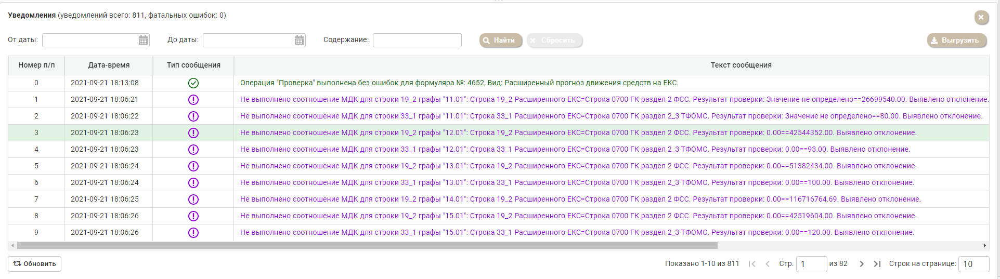 Уведомления (уведомлений всего: 811, фатальных ошибок: 0)
От даты: До даты: Содержание: Найти Сбросить Выгрузить
Номер п/п Дата-время Тип сообщения Текст сообщения
0 2021-09-21 18:13:08 Операция "Проверка" выполнена без ошибок для формуляра №: 4652, Вид: Расширенный прогноз движения средств на ЕКС.
1 2021-09-21 18:06:21 Не выполнено соотношение МДК для строки 19_2 графы "11.01": Строка 19_2 Расширенного ЕКС=Строка 0700 ГК раздел 2 ФСС. Результат проверки: Значение не определено==26699540.00. Выявлено отклонение.
2 2021-09-21 18:06:22 Не выполнено соотношение МДК для строки 33_1 графы "11.01": Строка 33_1 Расширенного ЕКС=Строка 0700 ГК раздел 2_3 ТФОМС. Результат проверки: Значение не определено==80.00. Выявлено отклонение.
3 2021-09-21 18:06:23 Не выполнено соотношение МДК для строки 19_2 графы "12.01": Строка 19_2 Расширенного ЕКС=Строка 0700 ГК раздел 2 ФСС. Результат проверки: 0.00==42544352.00. Выявлено отклонение.
4 2021-09-21 18:06:23 Не выполнено соотношение МДК для строки 33_1 графы "12.01": Строка 33_1 Расширенного ЕКС=Строка 0700 ГК раздел 2_3 ТФОМС. Результат проверки: 0.00==93.00. Выявлено отклонение.
5 2021-09-21 18:06:24 Не выполнено соотношение МДК для строки 19_2 графы "13.01": Строка 19_2 Расширенного ЕКС=Строка 0700 ГК раздел 2 ФСС. Результат проверки: 0.00==51382434.00. Выявлено отклонение.
6 2021-09-21 18:06:24 Не выполнено соотношение МДК для строки 33_1 графы "13.01": Строка 33_1 Расширенного ЕКС=Строка 0700 ГК раздел 2_3 ТФОМС. Результат проверки: 0.00==100.00. Выявлено отклонение.
7 2021-09-21 18:06:25 Не выполнено соотношение МДК для строки 19_2 графы "14.01": Строка 19_2 Расширенного ЕКС=Строка 0700 ГК раздел 2 ФСС. Результат проверки: 0.00==116716764.69. Выявлено отклонение.
8 2021-09-21 18:06:26 Не выполнено соотношение МДК для строки 19_2 графы "15.01": Строка 19_2 Расширенного ЕКС=Строка 0700 ГК раздел 2 ФСС. Результат проверки: 0.00==42519604.00. Выявлено отклонение.
9 2021-09-21 18:06:26 Не выполнено соотношение МДК для строки 33_1 графы "15.01": Строка 33_1 Расширенного ЕКС=Строка 0700 ГК раздел 2_3 ТФОМС. Результат проверки: 0.00==120.00. Выявлено отклонение.
Обновить Показано 1-10 из 811 Стр. 1 из 82 Строк на странице: 10